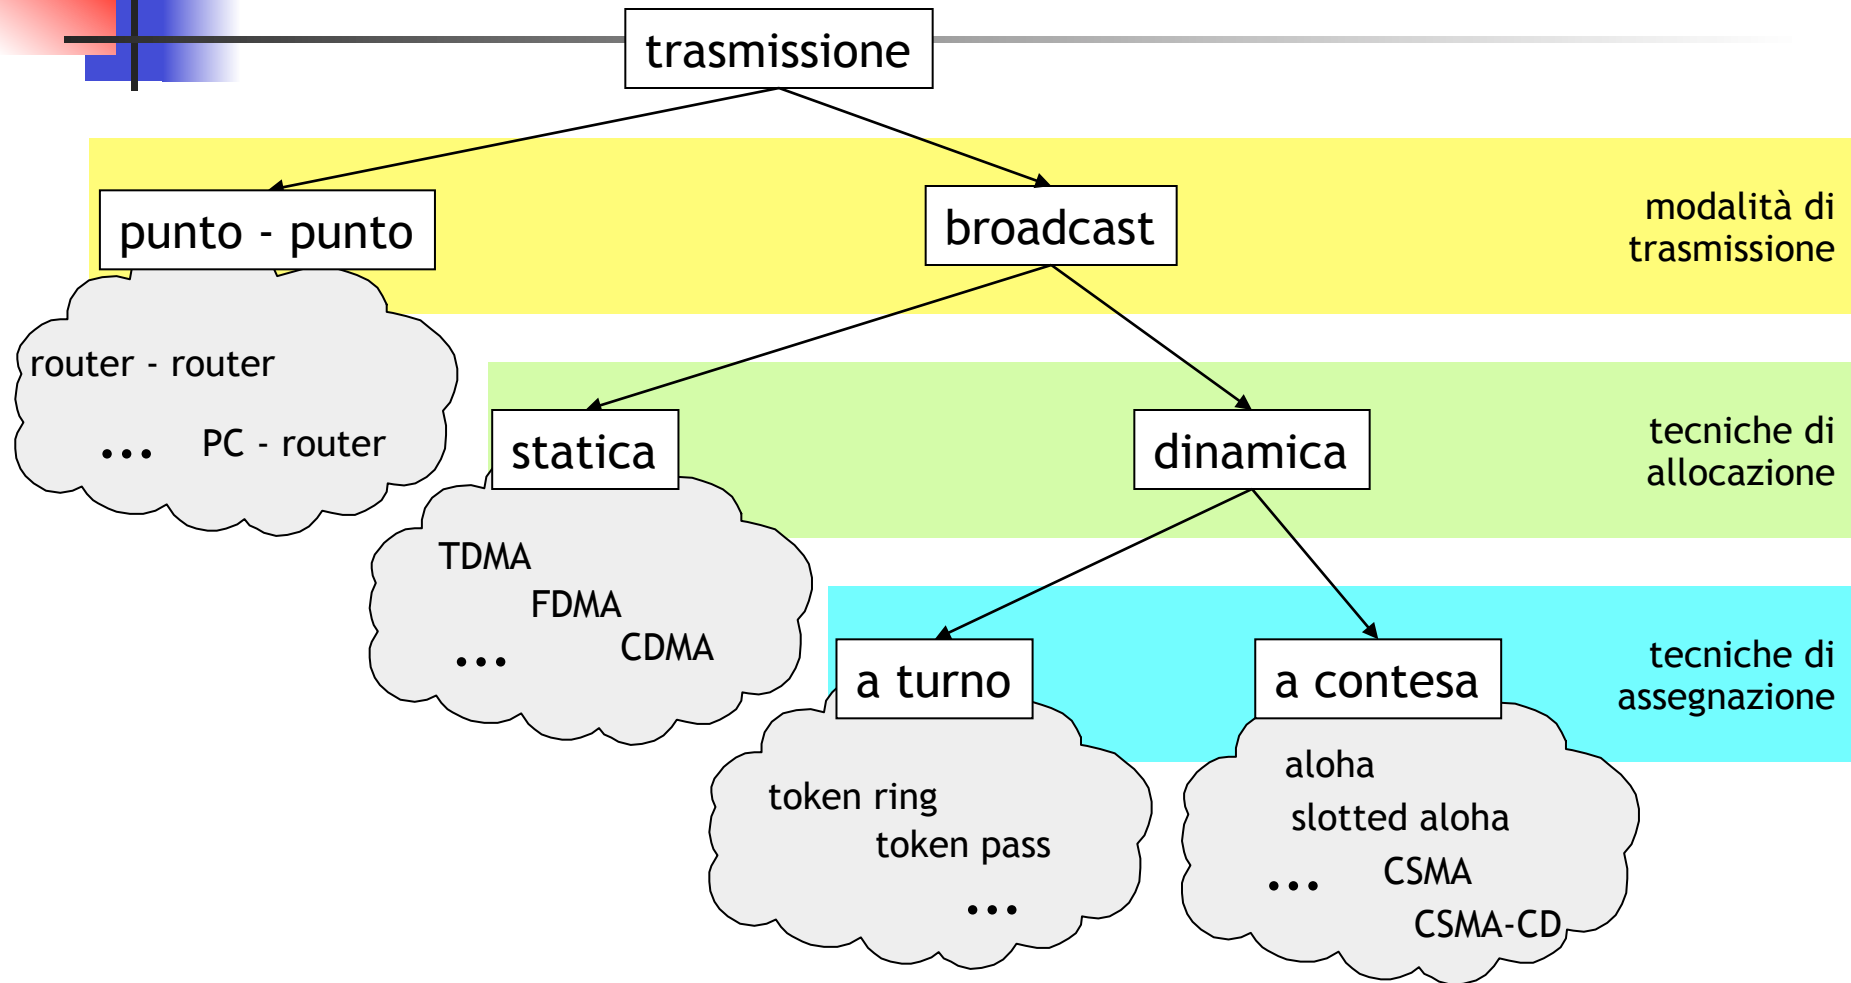 trasmissione
punto - punto
broadcast
modalità di
trasmissione
router - router
... PC - router
statica
dinamica
tecniche di
allocazione
TDMA
FDMA
CDMA
...
a turno
a contesa
tecniche di
assegnazione
token ring
token pass
...
aloha
slotted aloha
... CSMA
CSMA-CD